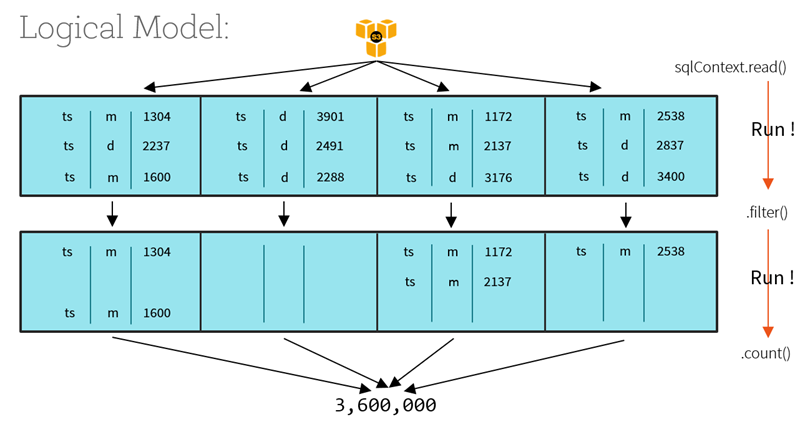 Logical Model:
S3
sqlContext.read()
ts m 1304 ts d 3901 ts m 1172 ts m 2538
Run !
ts d 2237 ts d 2491 ts m 2137 ts d 2837
ts m 1600 ts d 2288 ts d 3176 ts d 3400
.filter()
ts m 1304 ts m 1172 ts m 2538
Run !
ts m 2137
ts m 1600
.count()
3,600,000